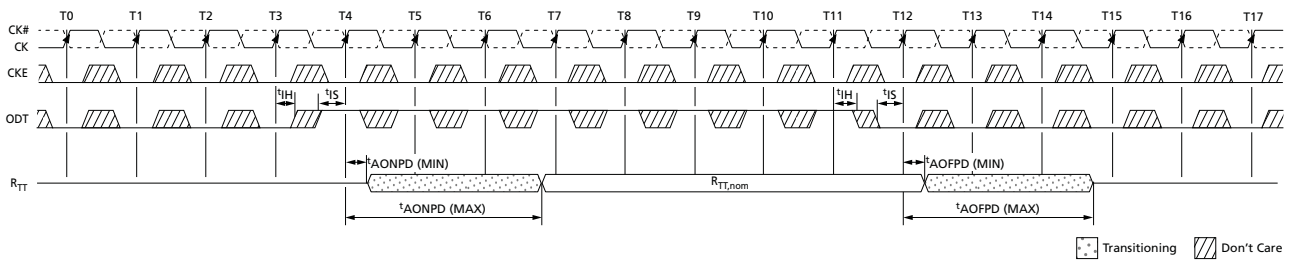 T0 T1 T2 T3 T4 T5 T6 T7 T8 T9 T10 T11 T12 T13 T14 T15 T16 T17
CK#
CK
CKE
tIH tIS tIH tIS
ODT
tAONPD (MIN) tAOFPD (MIN)
RTT RTT,nom
tAONPD (MAX) tAOFPD (MAX)
Transitioning Don't Care